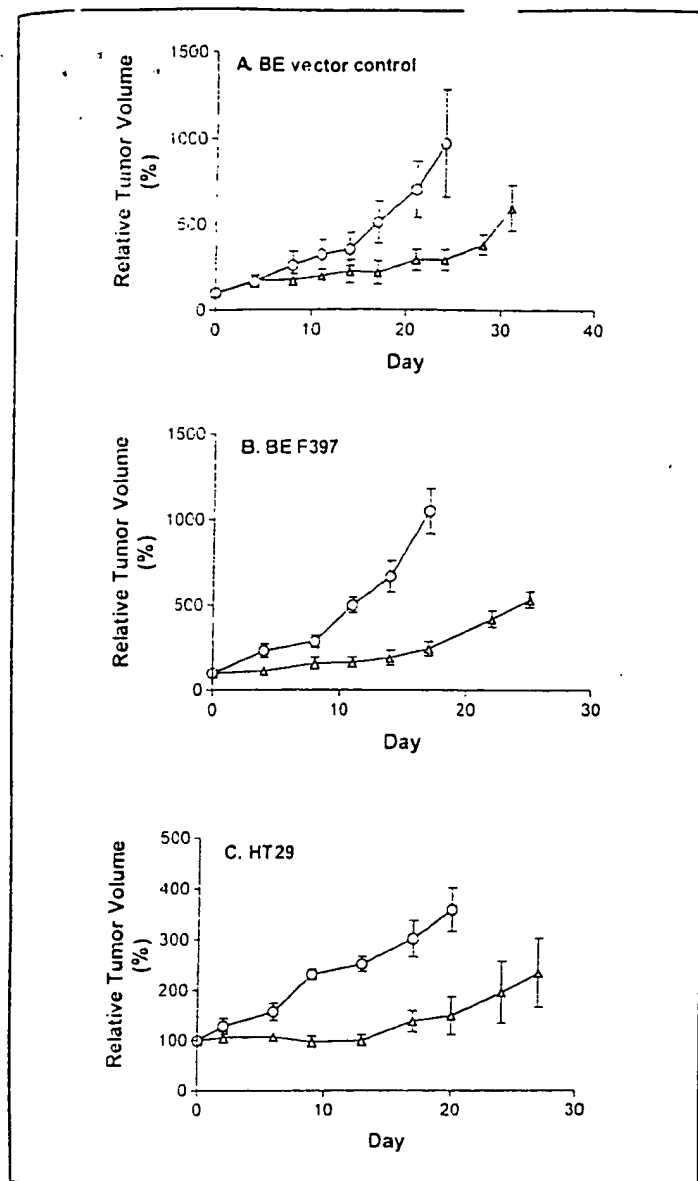 A. BE vector control
1500
1000
500
0
Relative Tumor Volume
(%)
0 10 20 30 40
Day
B. BE F397
1500
1000
500
0
Relative Tumor Volume
(%)
0 10 20 30
Day
C. HT29
500
400
300
200
100
0
Relative Tumor Volume
(%)
0 10 20 30
Day